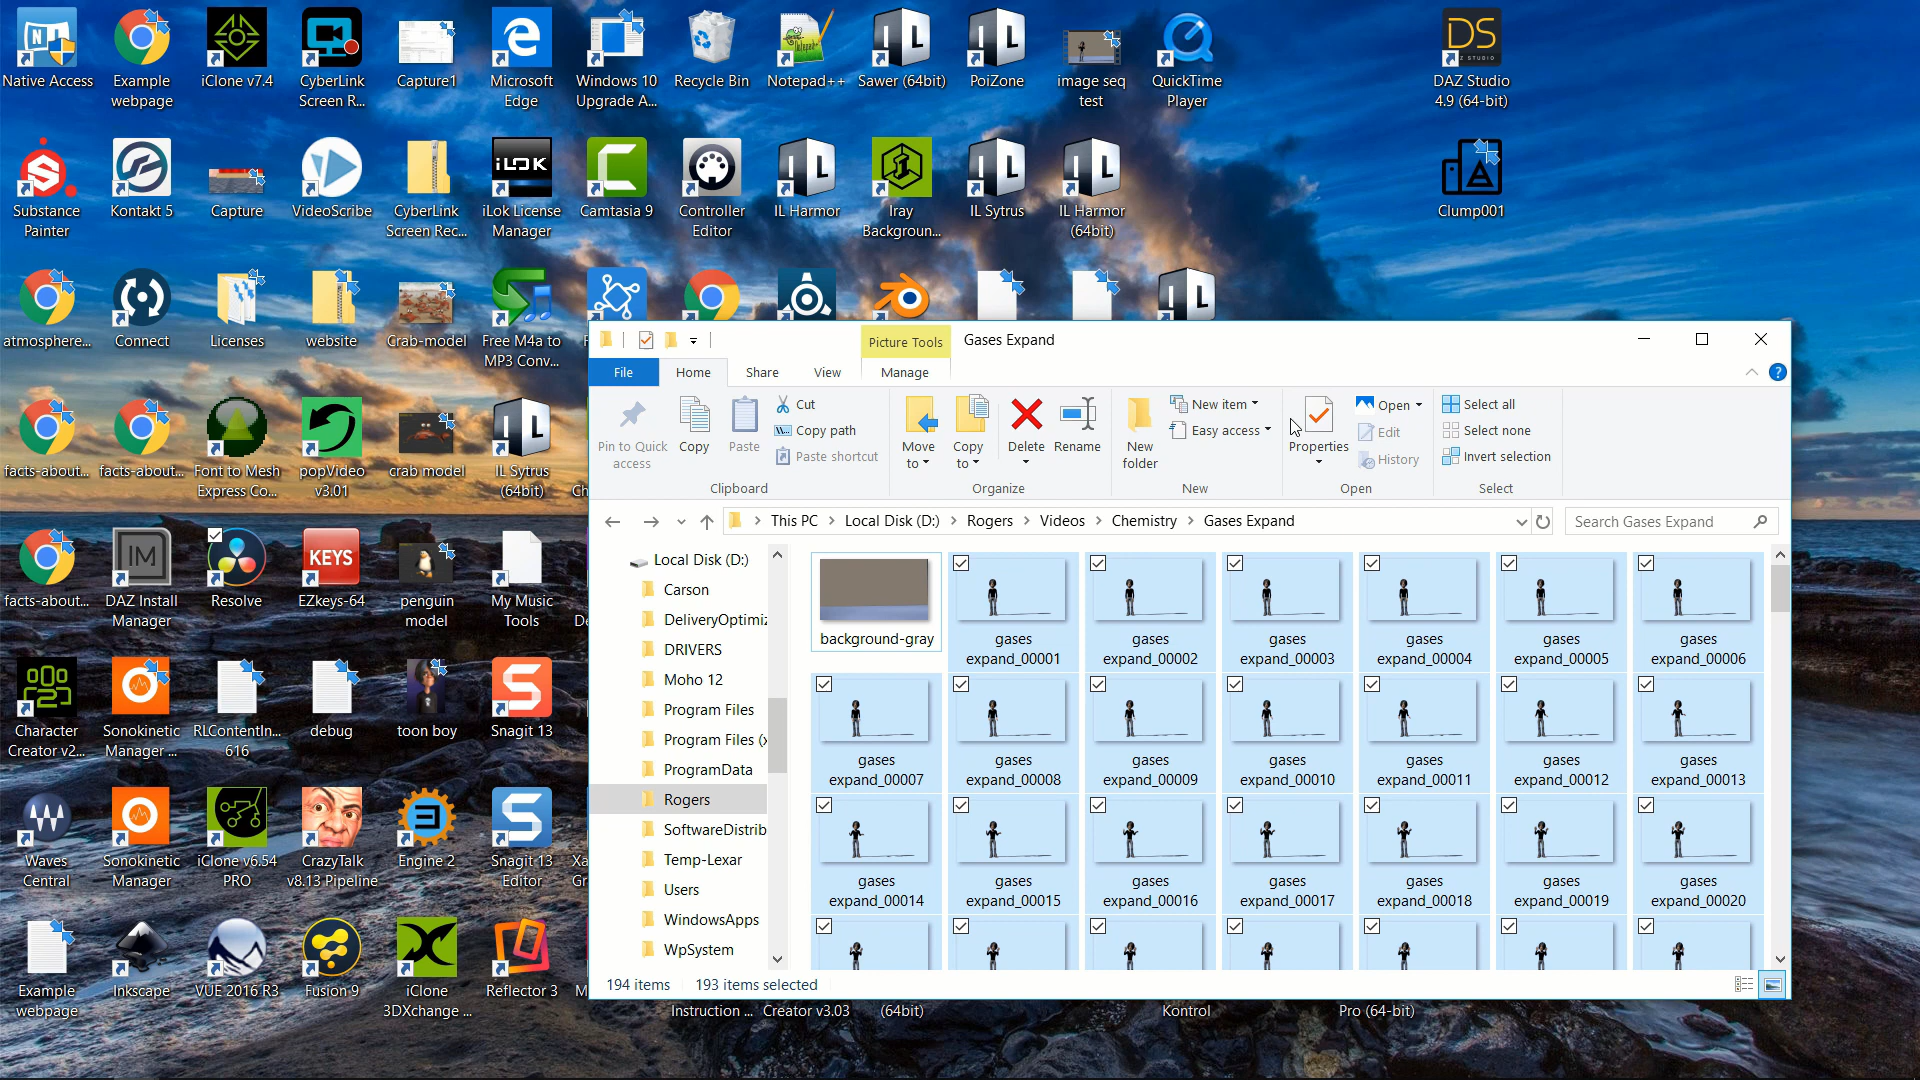 Native Access
Example
webpage
iClone v7.4
CyberLink
Screen R...
Capture1
Microsoft
Edge
Windows 10
Upgrade A...
Recycle Bin
Notepad++
Sawer (64bit)
PoiZone
image seq
test
QuickTime
Player
DS
DAZ Studio
4.9 (64-bit)
Substance
Painter
Kontakt 5
Capture
VideoScribe
CyberLink
Screen Rec...
iLOK
iLok License
Manager
Camtasia 9
Controller
Editor
IL Harmor
Iray
Backgroun...
IL Sytrus
IL Harmor
(64bit)
Clump001
atmosphere...
Connect
Licenses
website
Crab-model
Free M4a to
MP3 Conv...
facts-about...
facts-about...
Font to Mesh
Express Co...
popVideo
v3.01
crab model
IL Sytrus
(64bit)
facts-about...
IM
DAZ Install
Manager
Resolve
KEYS
EZkeys-64
penguin
model
My Music
Tools
Character
Creator v2...
Sonokinetic
Manager ...
RLContentIn...
616
debug
toon boy
Snagit 13
Waves
Central
Sonokinetic
Manager
iClone v6.54
PRO
CrazyTalk
v8.13 Pipeline
Engine 2
Snagit 13
Editor
Example
webpage
Inkscape
VUE 2016 R3
Fusion 9
iClone
3DXchange ...
Reflector 3
Instruction ...
Creator v3.03
(64bit)
Kontrol
Pro (64-bit)
Picture Tools
Gases Expand
File
Home
Share
View
Manage
Pin to Quick
access
Copy
Paste
Cut
Copy path
Paste shortcut
Clipboard
Move
to
Copy
to
Delete
Rename
Organize
New
folder
New item
Easy access
New
Properties
Open
Edit
History
Open
Select all
Select none
Invert selection
Select
This PC > Local Disk (D:) > Rogers > Videos > Chemistry > Gases Expand
Search Gases Expand
Local Disk (D:)
Carson
DeliveryOptimiz
DRIVERS
Moho 12
Program Files
Program Files (x
ProgramData
Rogers
SoftwareDistrib
Temp-Lexar
Users
WindowsApps
WpSystem
background-gray
gases
expand_00001
gases
expand_00002
gases
expand_00003
gases
expand_00004
gases
expand_00005
gases
expand_00006
gases
expand_00007
gases
expand_00008
gases
expand_00009
gases
expand_00010
gases
expand_00011
gases
expand_00012
gases
expand_00013
gases
expand_00014
gases
expand_00015
gases
expand_00016
gases
expand_00017
gases
expand_00018
gases
expand_00019
gases
expand_00020
194 items
193 items selected